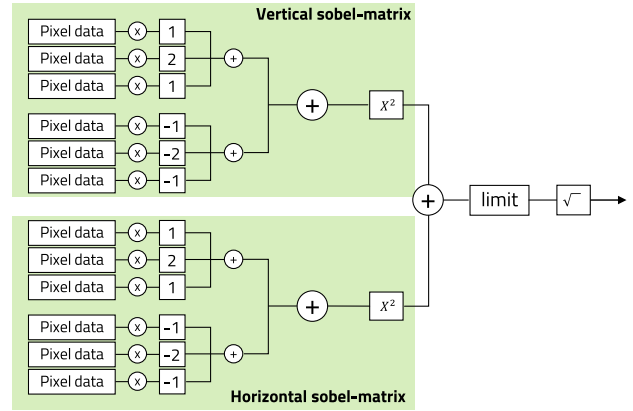 Vertical sobel-matrix
Pixel data x 1
Pixel data x 2 +
Pixel data x 1
+ X²
Pixel data x -1
Pixel data x -2 +
Pixel data x -1
+ limit √
Pixel data x 1
Pixel data x 2 +
Pixel data x 1
+ X²
Pixel data x -1
Pixel data x -2 +
Pixel data x -1
Horizontal sobel-matrix